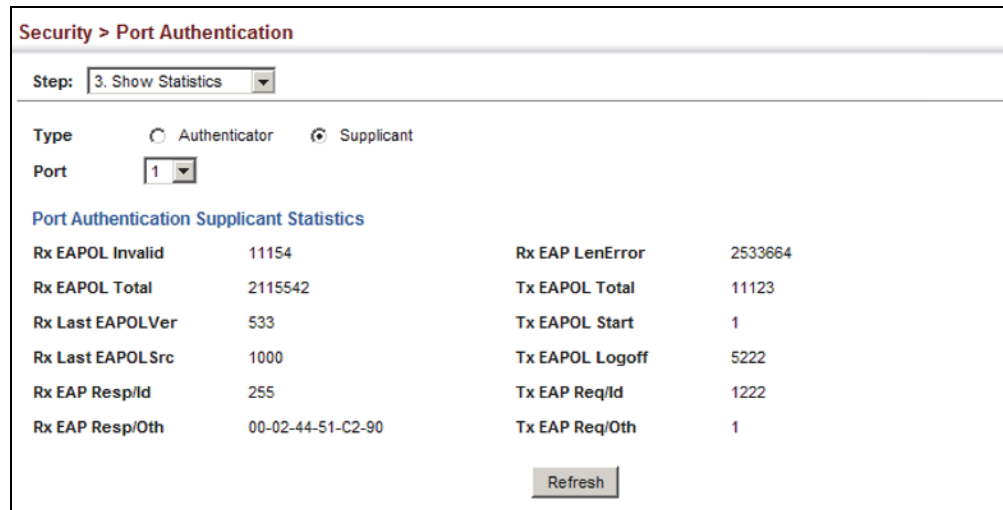 Security > Port Authentication
Step: 3. Show Statistics
Type Authenticator Supplicant
Port 1
Port Authentication Supplicant Statistics
Rx EAPOL Invalid 11154 Rx EAP LenError 2533664
Rx EAPOL Total 2115542 Tx EAPOL Total 11123
Rx Last EAPOLVer 533 Tx EAPOL Start 1
Rx Last EAPOLSrc 1000 Tx EAPOL Logoff 5222
Rx EAP Resp/Id 255 Tx EAP Req/Id 1222
Rx EAP Resp/Oth 00-02-44-51-C2-90 Tx EAP Req/Oth 1
Refresh